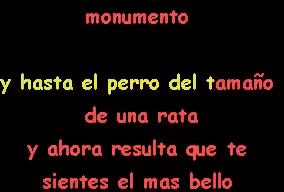 monumento
y hasta el perro del tamaño
de una rata
y ahora resulta que te
sientes el mas bello